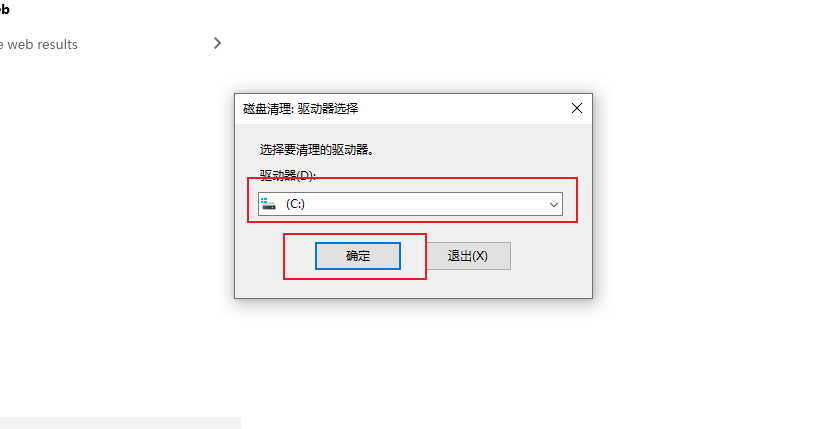 eb
e web results
磁盘清理: 驱动器选择
选择要清理的驱动器。
驱动器(D):
(C:)
确定
退出(X)